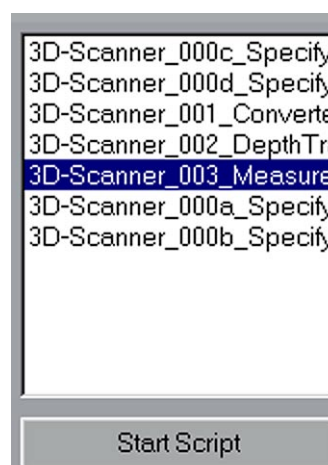 3D-Scanner_000c_Specify
3D-Scanner_000d_Specify
3D-Scanner_001_Converte
3D-Scanner_002_DepthTr
3D-Scanner_003_Measure
3D-Scanner_000a_Specify
3D-Scanner_000b_Specify
Start Script